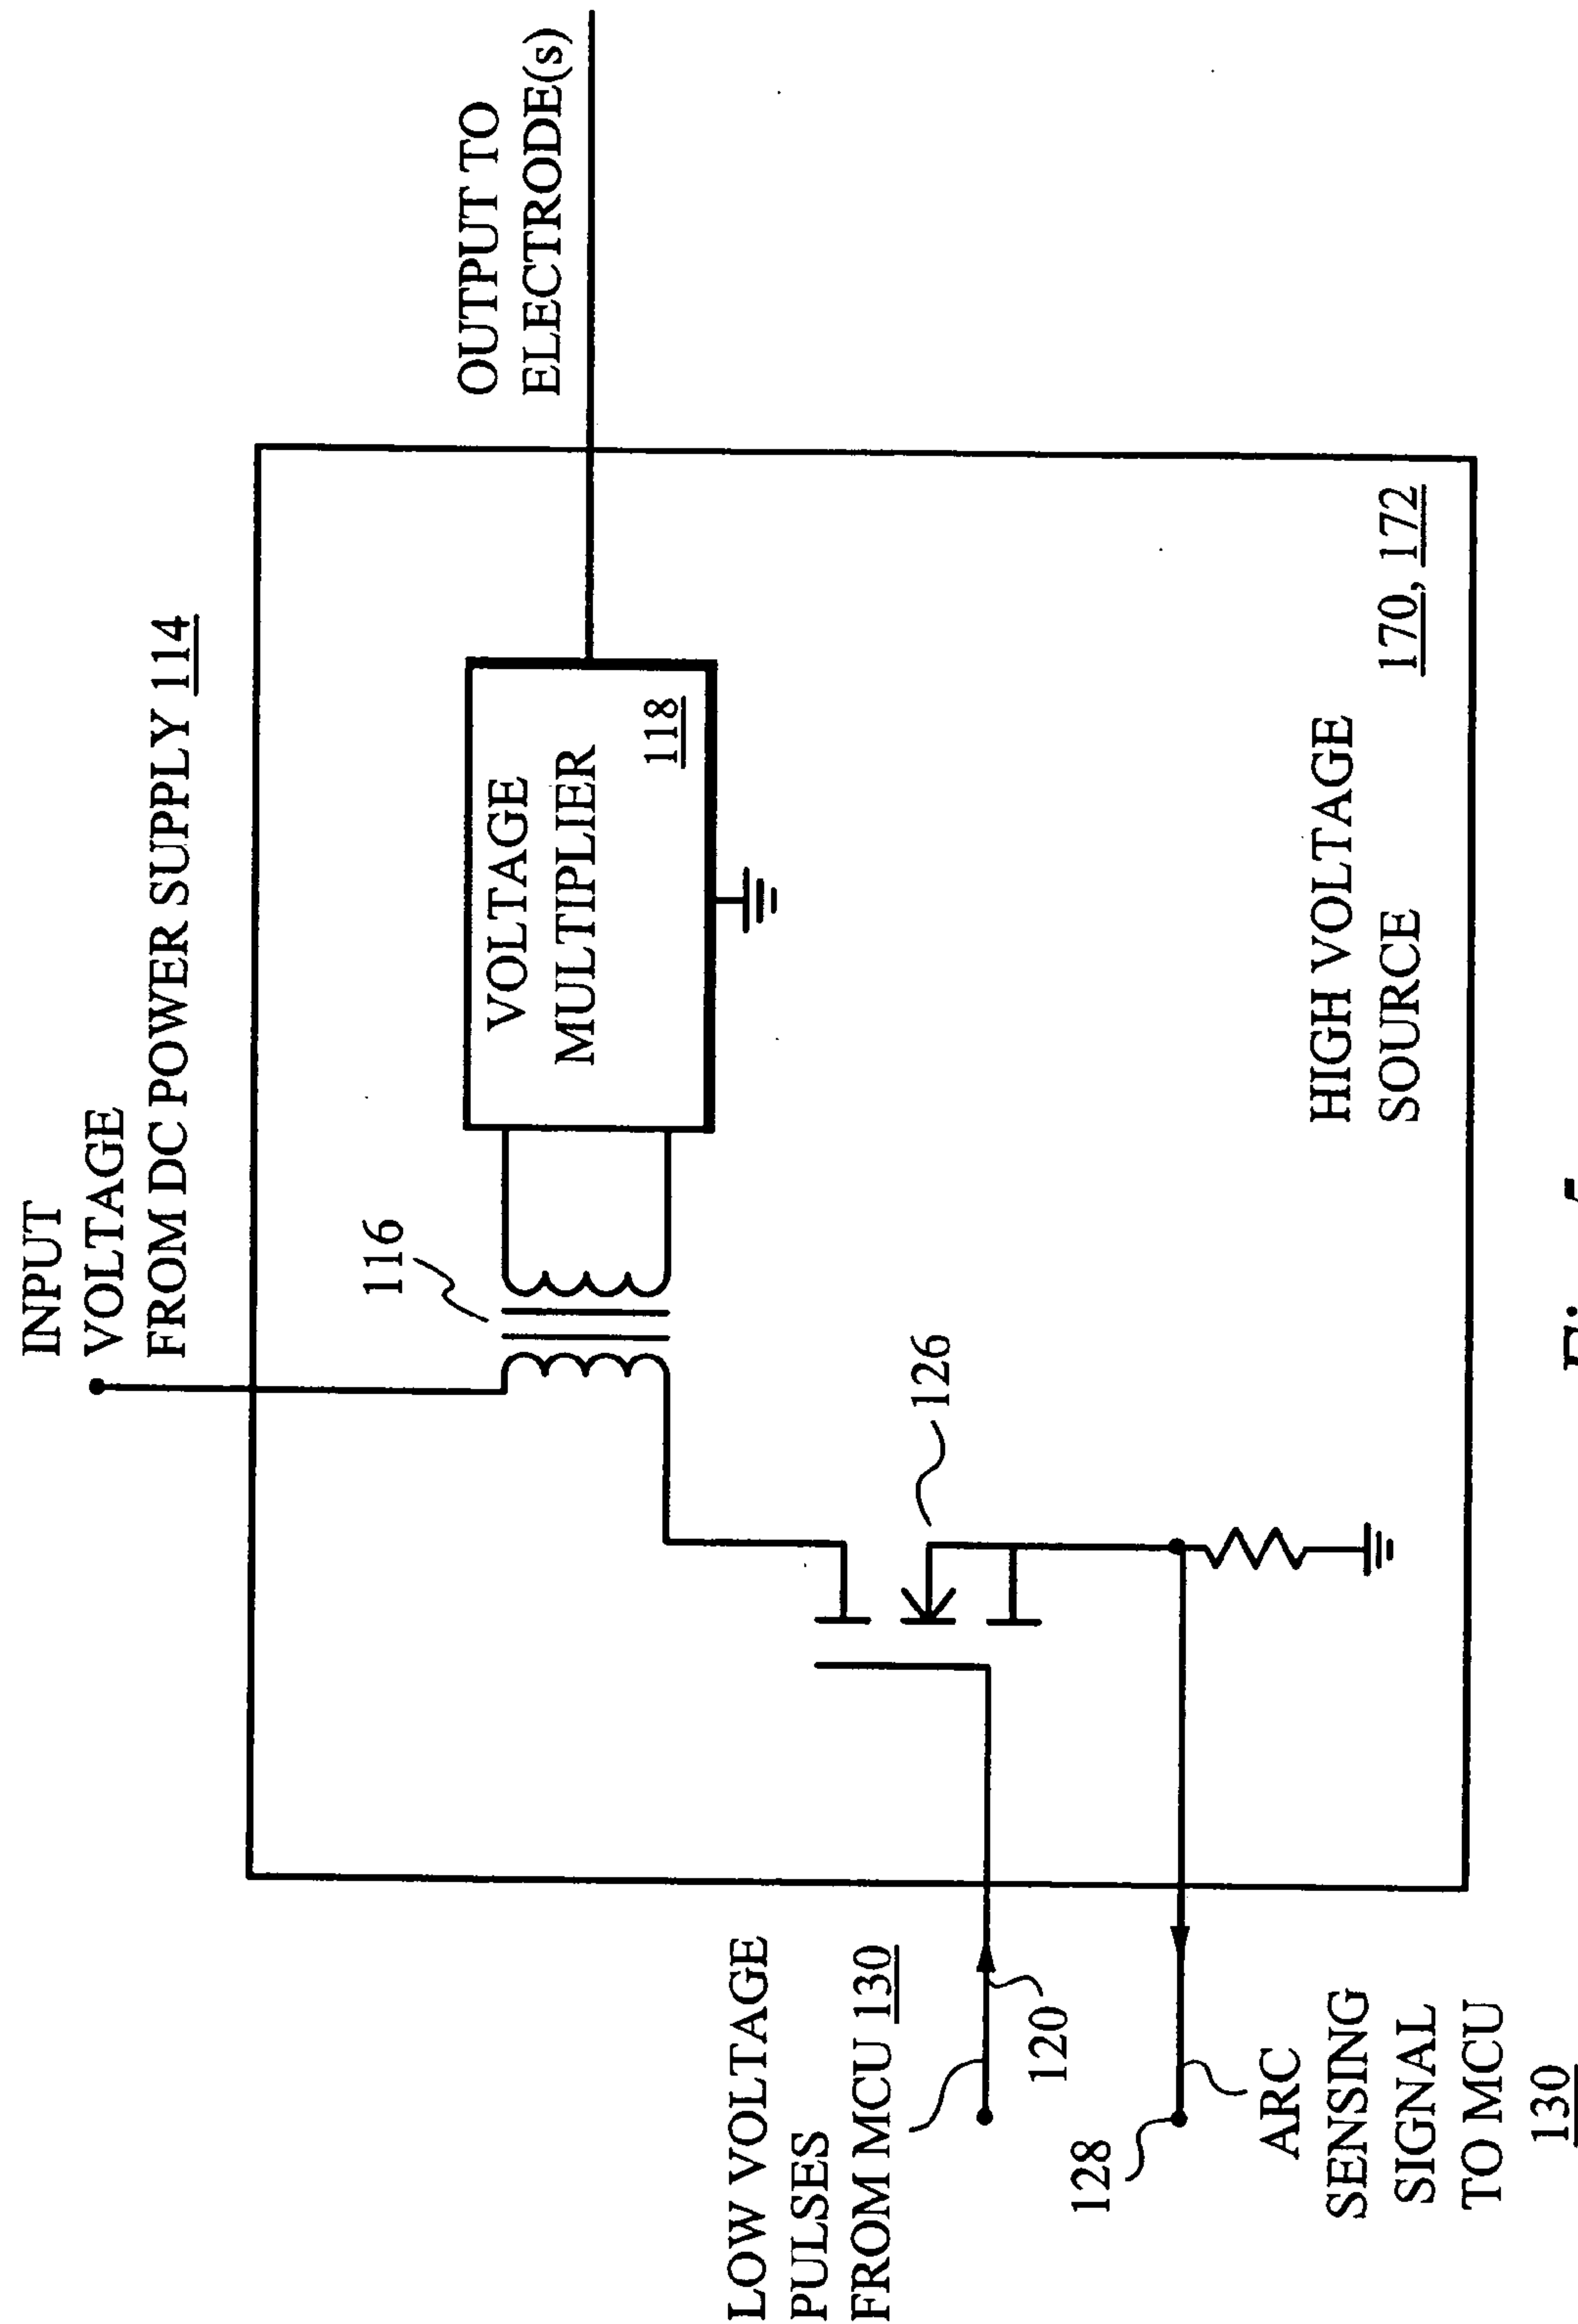 INPUT
VOLTAGE
FROM DC POWER SUPPLY 114
OUTPUT TO
ELECTRODE(s)
116
VOLTAGE
MULTIPLIER
118
LOW VOLTAGE
PULSES
FROM MCU 130
126
120
128
ARC
SENSING
SIGNAL
TO MCU
130
HIGH VOLTAGE
SOURCE
170, 172